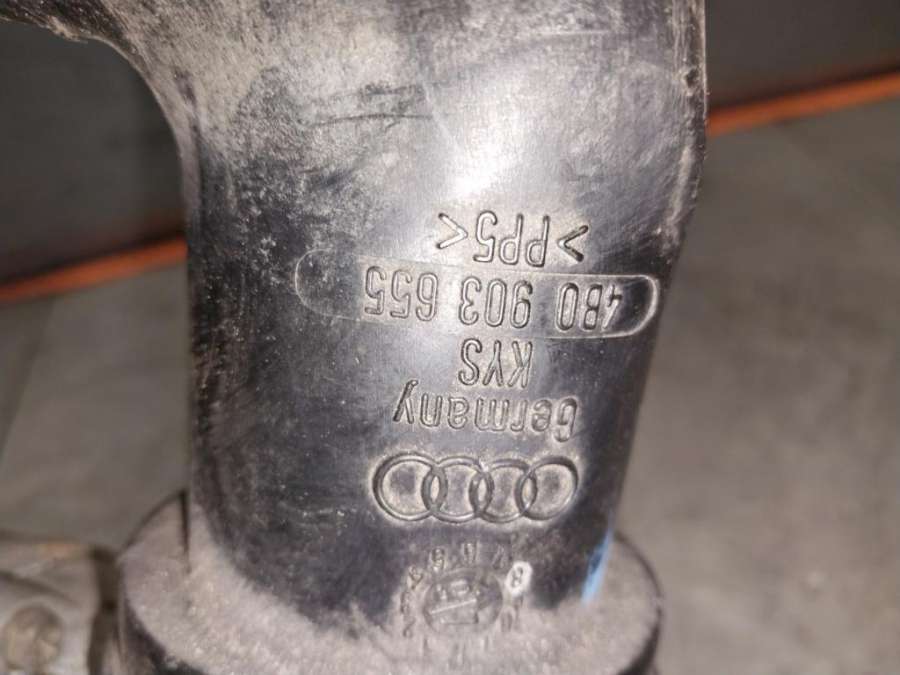 Germany
KYS
4B0 903 655
>PP5<